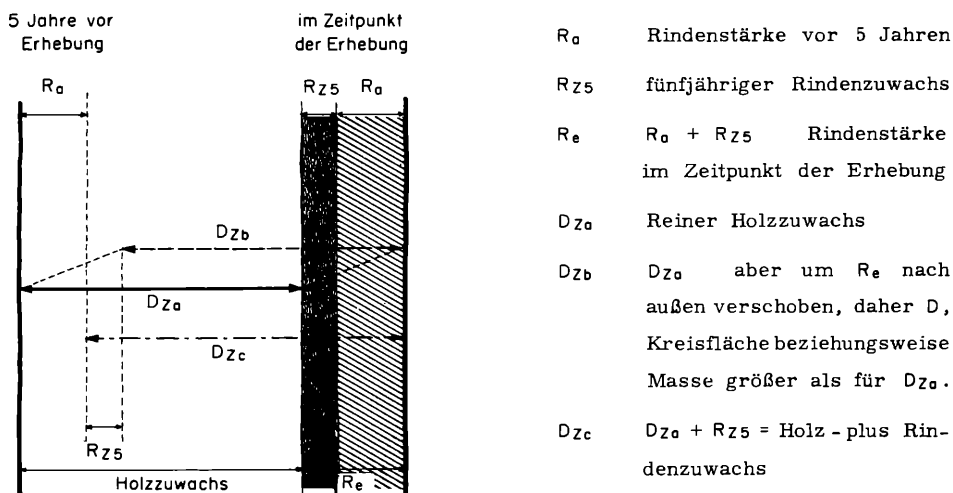 5 Jahre vor
Erhebung
im Zeitpunkt
der Erhebung
Ra
RZ5
Ra
DZb
DZa
DZc
RZ5
Holzzuwachs
Re
Ra Rindenstärke vor 5 Jahren
RZ5 fünfjähriger Rindenzuwachs
Re Ra + RZ5 Rindenstärke
im Zeitpunkt der Erhebung
DZa Reiner Holzzuwachs
DZb DZa aber um Re nach
außen verschoben, daher D,
Kreisfläche beziehungsweise
Masse größer als für DZa.
DZc DZa + RZ5 = Holz-plus Rin-
denzuwachs